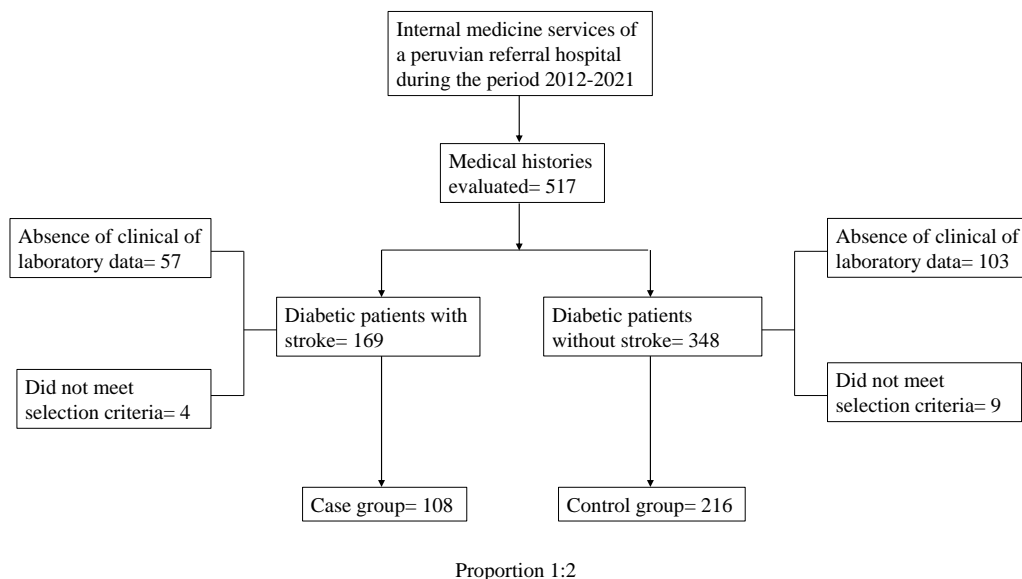 Internal medicine services of
a peruvian referral hospital
during the period 2012-2021
Medical histories
evaluated= 517
Absence of clinical of
laboratory data= 57
Absence of clinical of
laboratory data= 103
Diabetic patients with
stroke= 169
Diabetic patients
without stroke= 348
Did not meet
selection criteria= 4
Did not meet
selection criteria= 9
Case group= 108
Control group= 216
Proportion 1:2